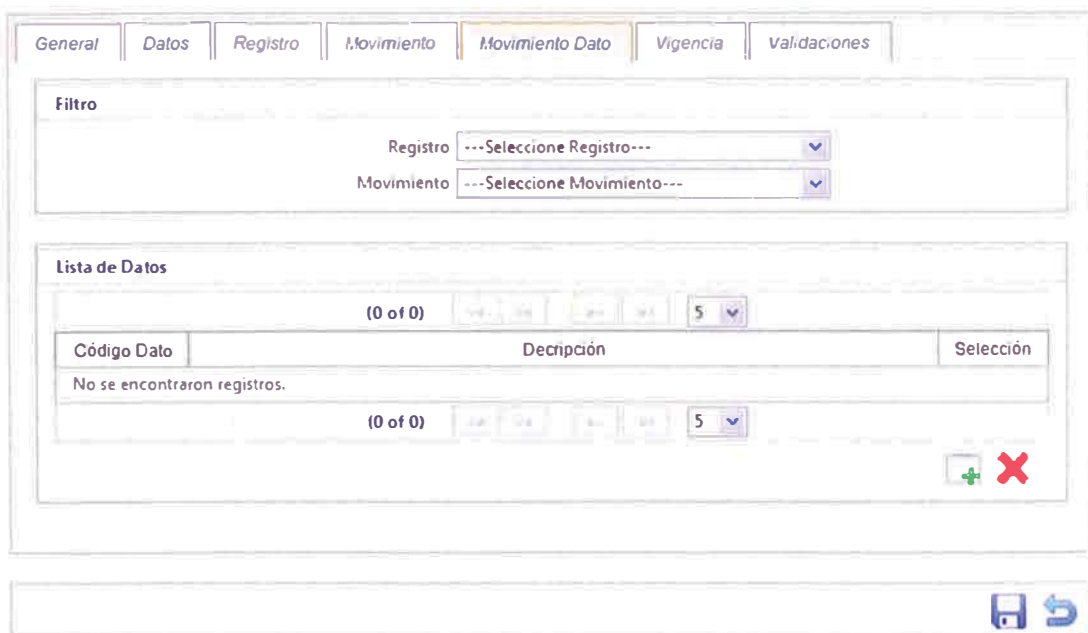 General Datos Registro Movimiento Movimiento Dato Vigencia Validaciones
Filtro
Registro ---Seleccione Registro---
Movimiento ---Seleccione Movimiento---
Lista de Datos
(0 of 0) 5
Código Dato Decripción Selección
No se encontraron registros.
(0 of 0) 5